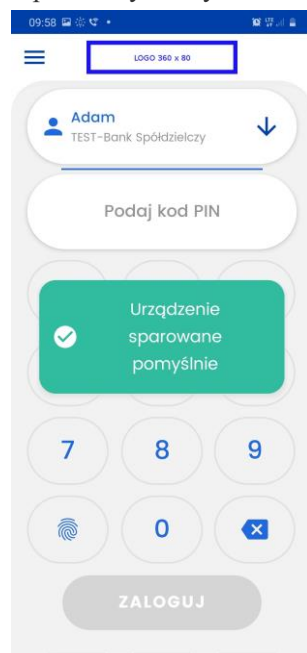 09:58
LOGO 360 x 80
Adam
TEST-Bank Spółdzielczy
Podaj kod PIN
Urządzenie
sparowane
pomyślnie
7 8 9
0
ZALOGUJ